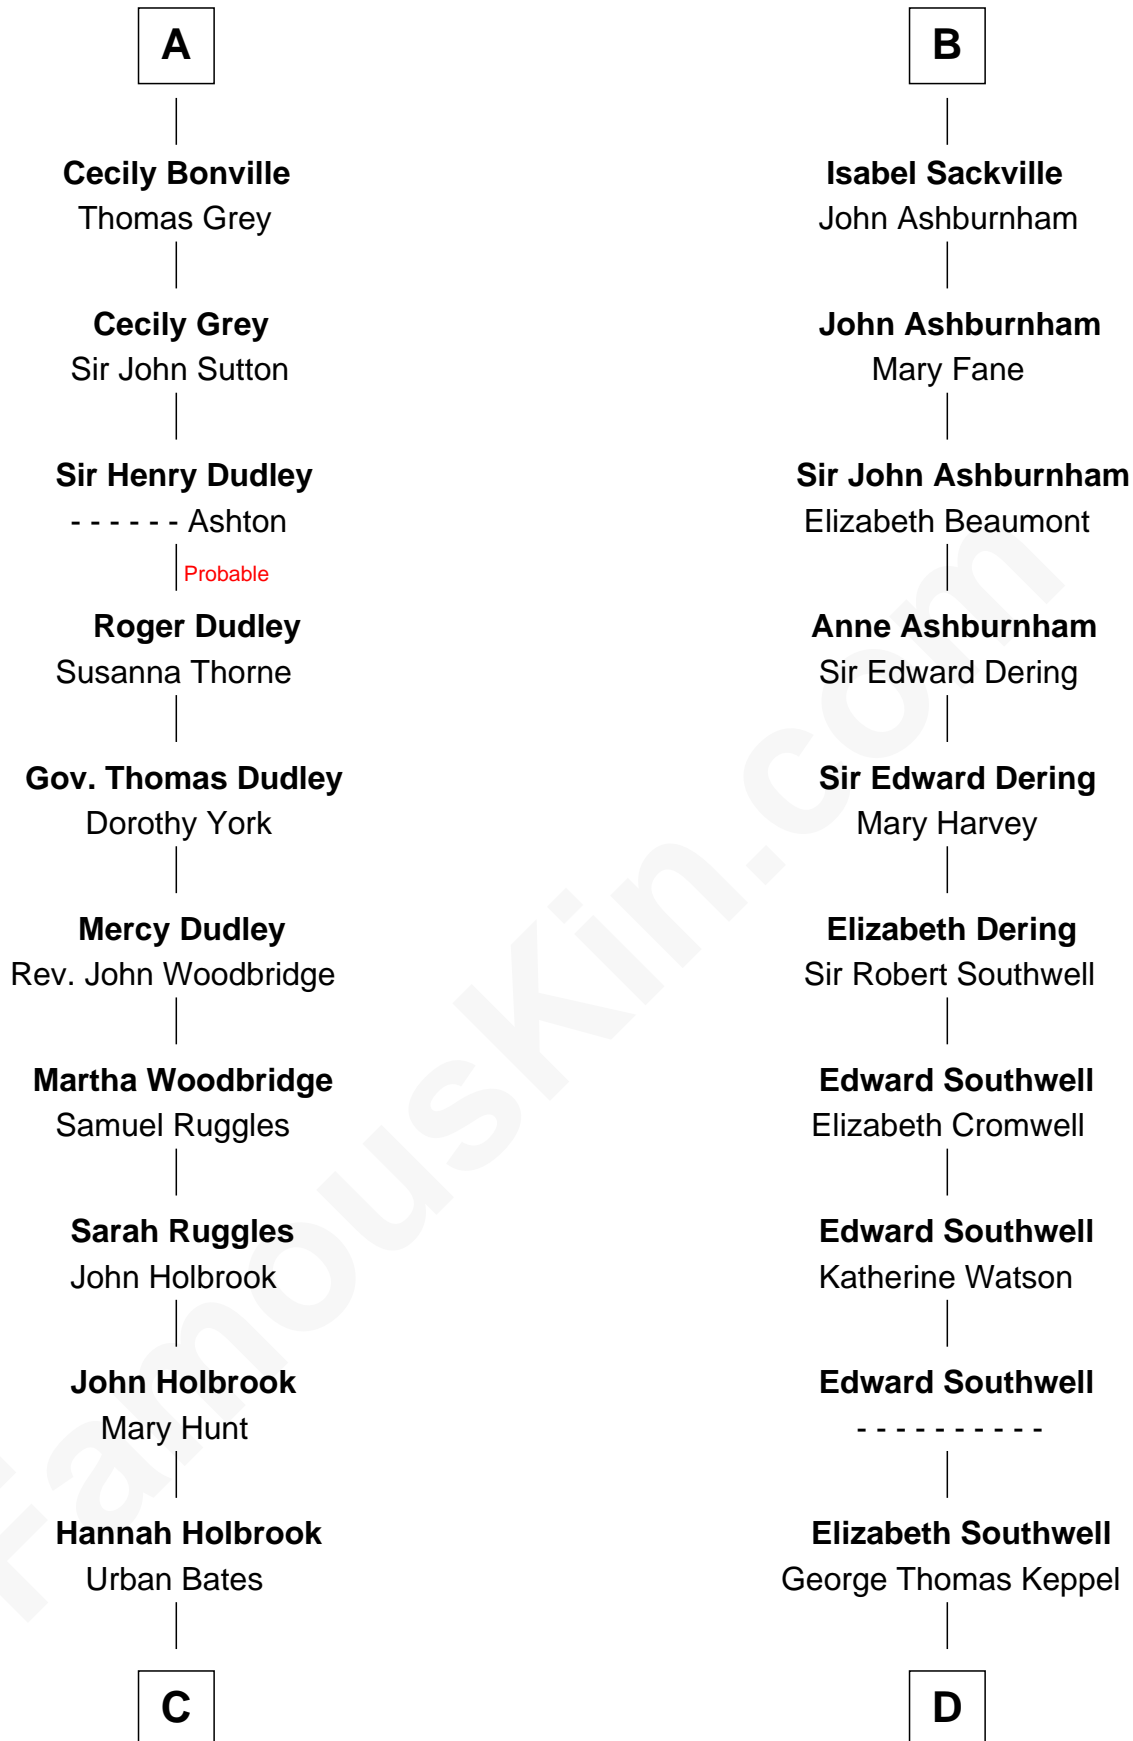 A
Cecily Bonville
Thomas Grey
Cecily Grey
Sir John Sutton
Sir Henry Dudley
- - - - - - Ashton
Probable
Roger Dudley
Susanna Thorne
Gov. Thomas Dudley
Dorothy York
Mercy Dudley
Rev. John Woodbridge
Martha Woodbridge
Samuel Ruggles
Sarah Ruggles
John Holbrook
John Holbrook
Mary Hunt
Hannah Holbrook
Urban Bates
C
B
Isabel Sackville
John Ashburnham
John Ashburnham
Mary Fane
Sir John Ashburnham
Elizabeth Beaumont
Anne Ashburnham
Sir Edward Dering
Sir Edward Dering
Mary Harvey
Elizabeth Dering
Sir Robert Southwell
Edward Southwell
Elizabeth Cromwell
Edward Southwell
Katherine Watson
Edward Southwell
- - - - - - - - - -
Elizabeth Southwell
George Thomas Keppel
D
FamousKin.com